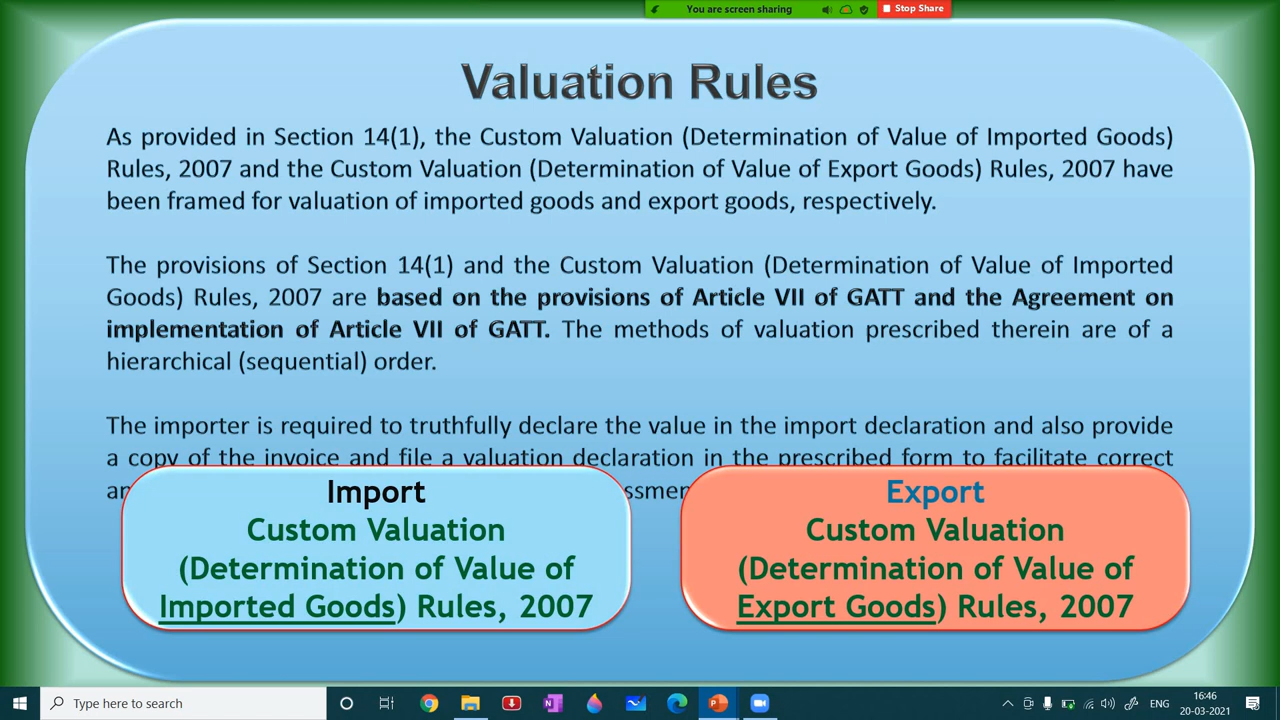 You are screen sharing
Stop Share
Valuation Rules
As provided in Section 14(1), the Custom Valuation (Determination of Value of Imported Goods)
Rules, 2007 and the Custom Valuation (Determination of Value of Export Goods) Rules, 2007 have
been framed for valuation of imported goods and export goods, respectively.
The provisions of Section 14(1) and the Custom Valuation (Determination of Value of Imported
Goods) Rules, 2007 are based on the provisions of Article VII of GATT and the Agreement on
implementation of Article VII of GATT. The methods of valuation prescribed therein are of a
hierarchical (sequential) order.
The importer is required to truthfully declare the value in the import declaration and also provide
a copy of the invoice and file a valuation declaration in the prescribed form to facilitate correct
Import
Custom Valuation
(Determination of Value of
Imported Goods) Rules, 2007
Export
Custom Valuation
(Determination of Value of
Export Goods) Rules, 2007
Type here to search
ENG
16:46
20-03-2021